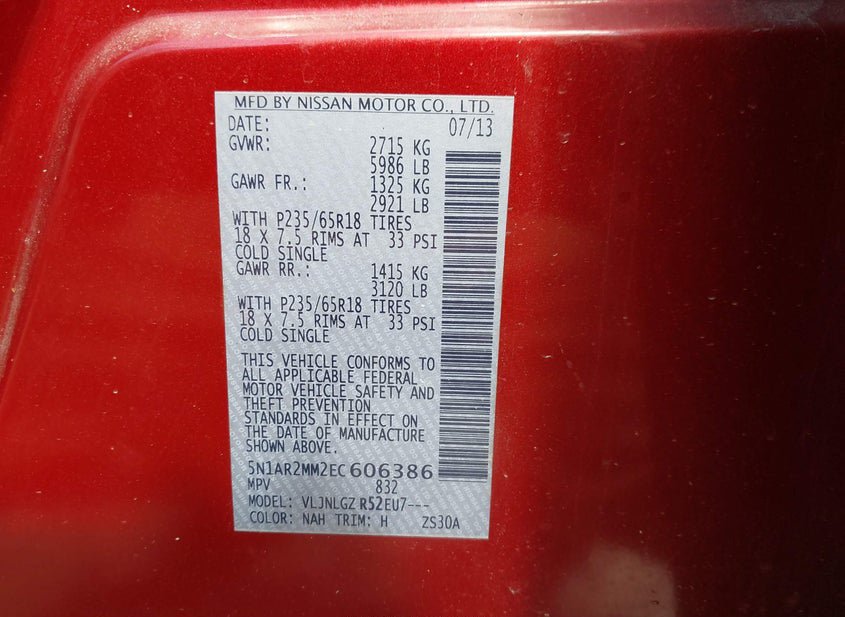 MFD BY NISSAN MOTOR CO., LTD.
DATE: 07/13
GVWR: 2715 KG
5986 LB
GAWR FR.: 1325 KG
2921 LB
WITH P235/65R18 TIRES
18 X 7.5 RIMS AT 33 PSI
COLD SINGLE
GAWR RR.: 1415 KG
3120 LB
WITH P235/65R18 TIRES
18 X 7.5 RIMS AT 33 PSI
COLD SINGLE
THIS VEHICLE CONFORMS TO
ALL APPLICABLE FEDERAL
MOTOR VEHICLE SAFETY AND
THEFT PREVENTION
STANDARDS IN EFFECT ON
THE DATE OF MANUFACTURE
SHOWN ABOVE.
5N1AR2MM2EC606386
MPV 832
MODEL: VLJNLGZ R52EU7---
COLOR: NAH TRIM: H ZS30A